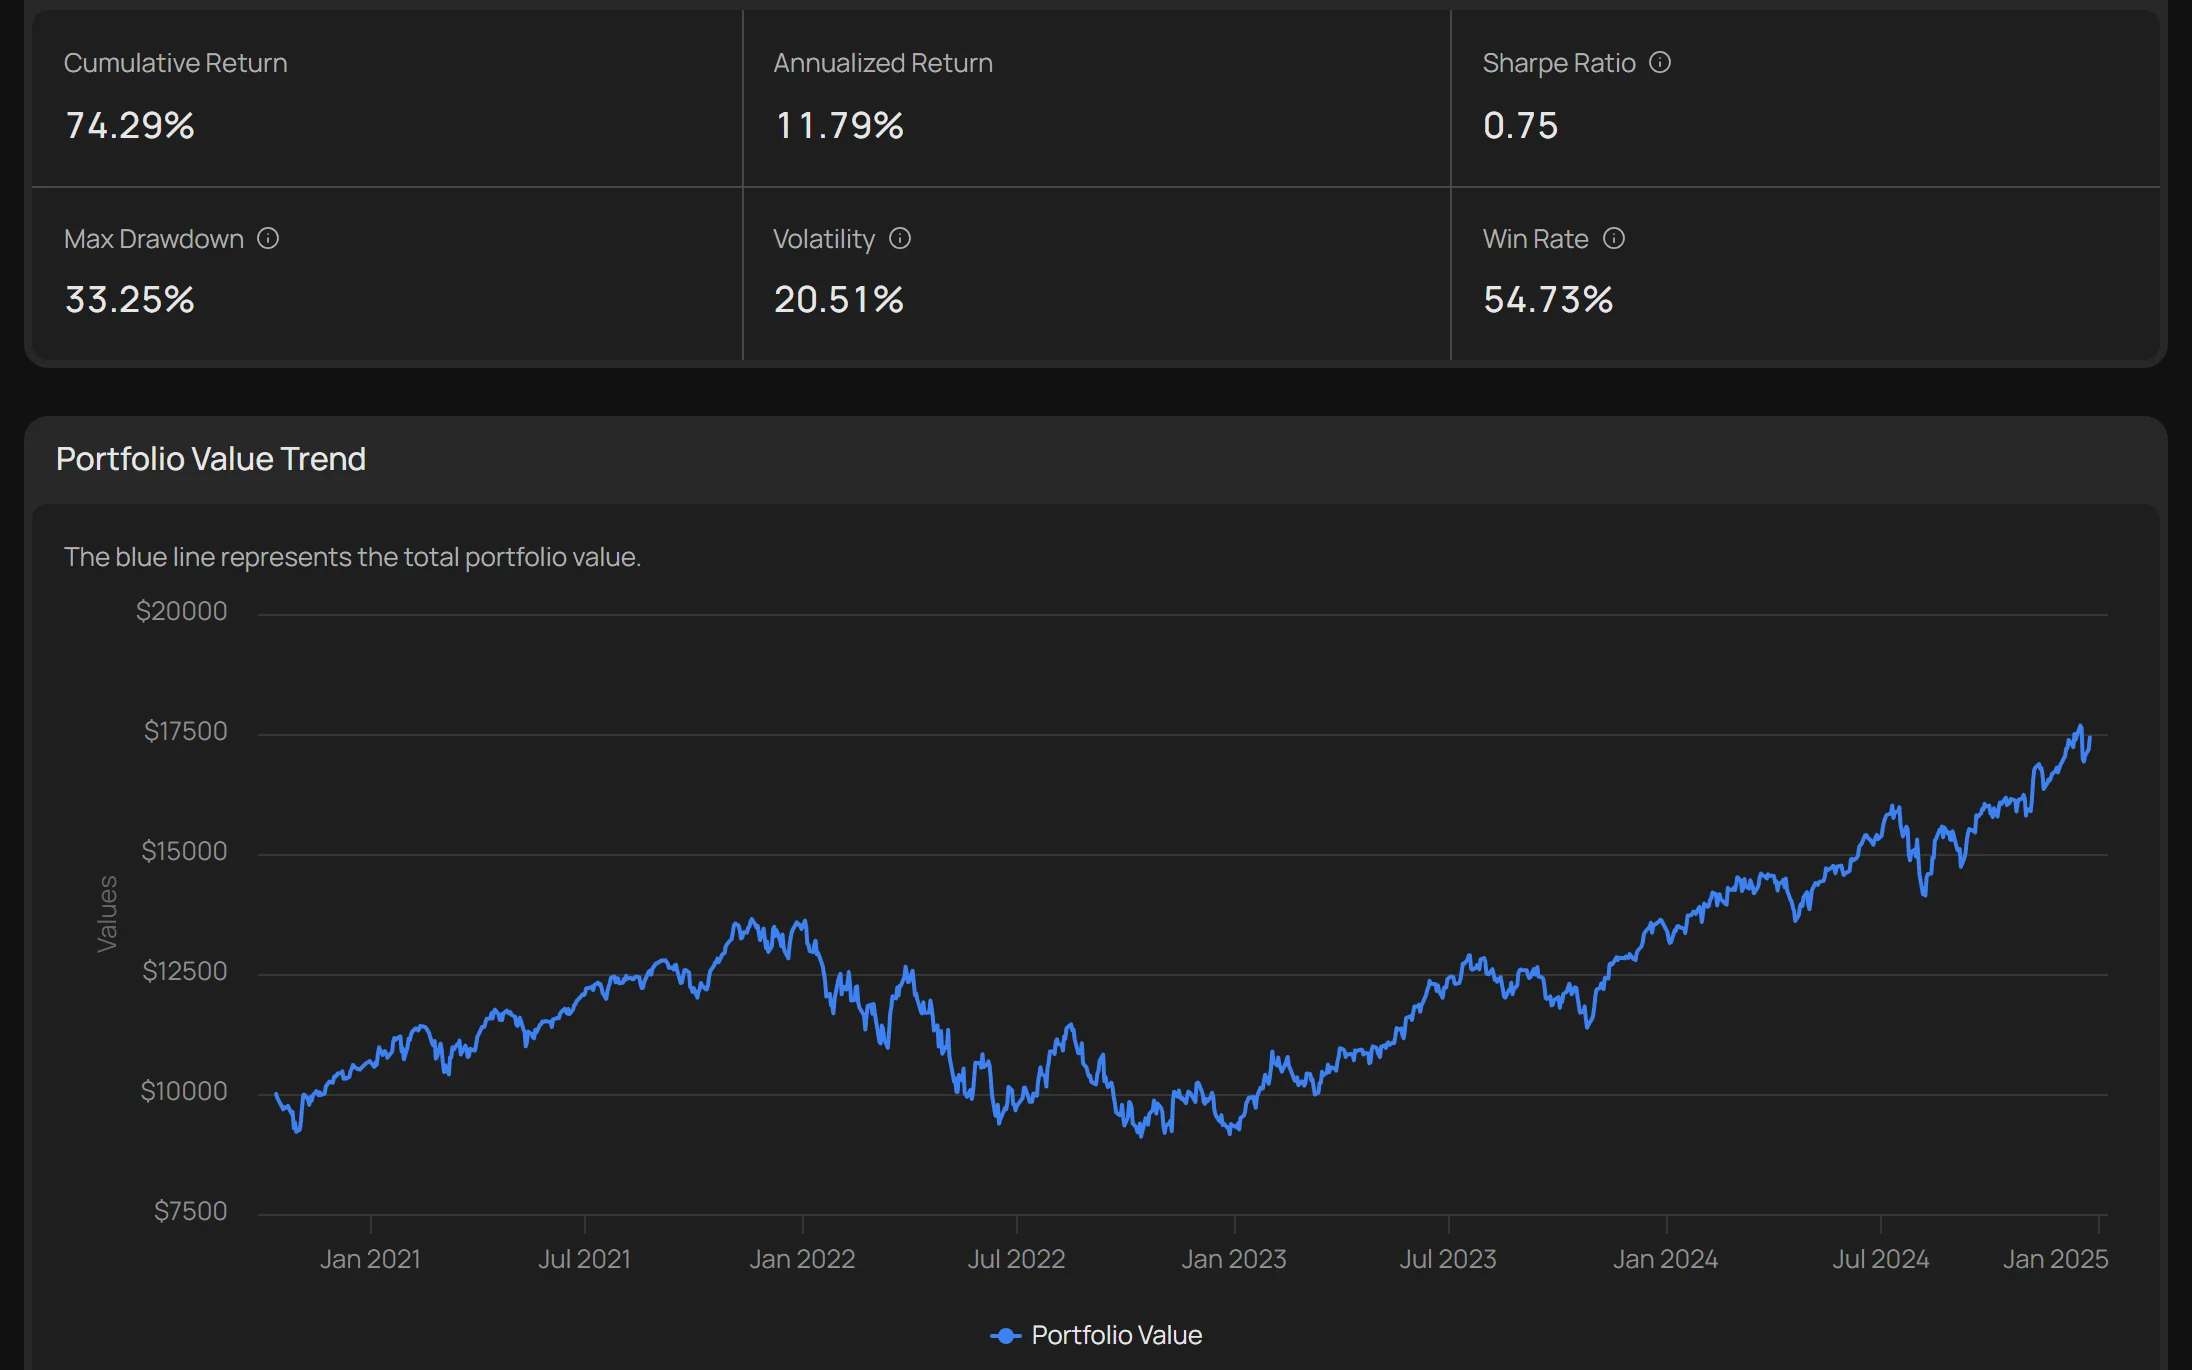 Cumulative Return
74.29%
Annualized Return
11.79%
Sharpe Ratio
0.75
Max Drawdown
33.25%
Volatility
20.51%
Win Rate
54.73%
Portfolio Value Trend
The blue line represents the total portfolio value.
$20000
$17500
$15000
$12500
$10000
$7500
Values
Jan 2021
Jul 2021
Jan 2022
Jul 2022
Jan 2023
Jul 2023
Jan 2024
Jul 2024
Jan 2025
Portfolio Value